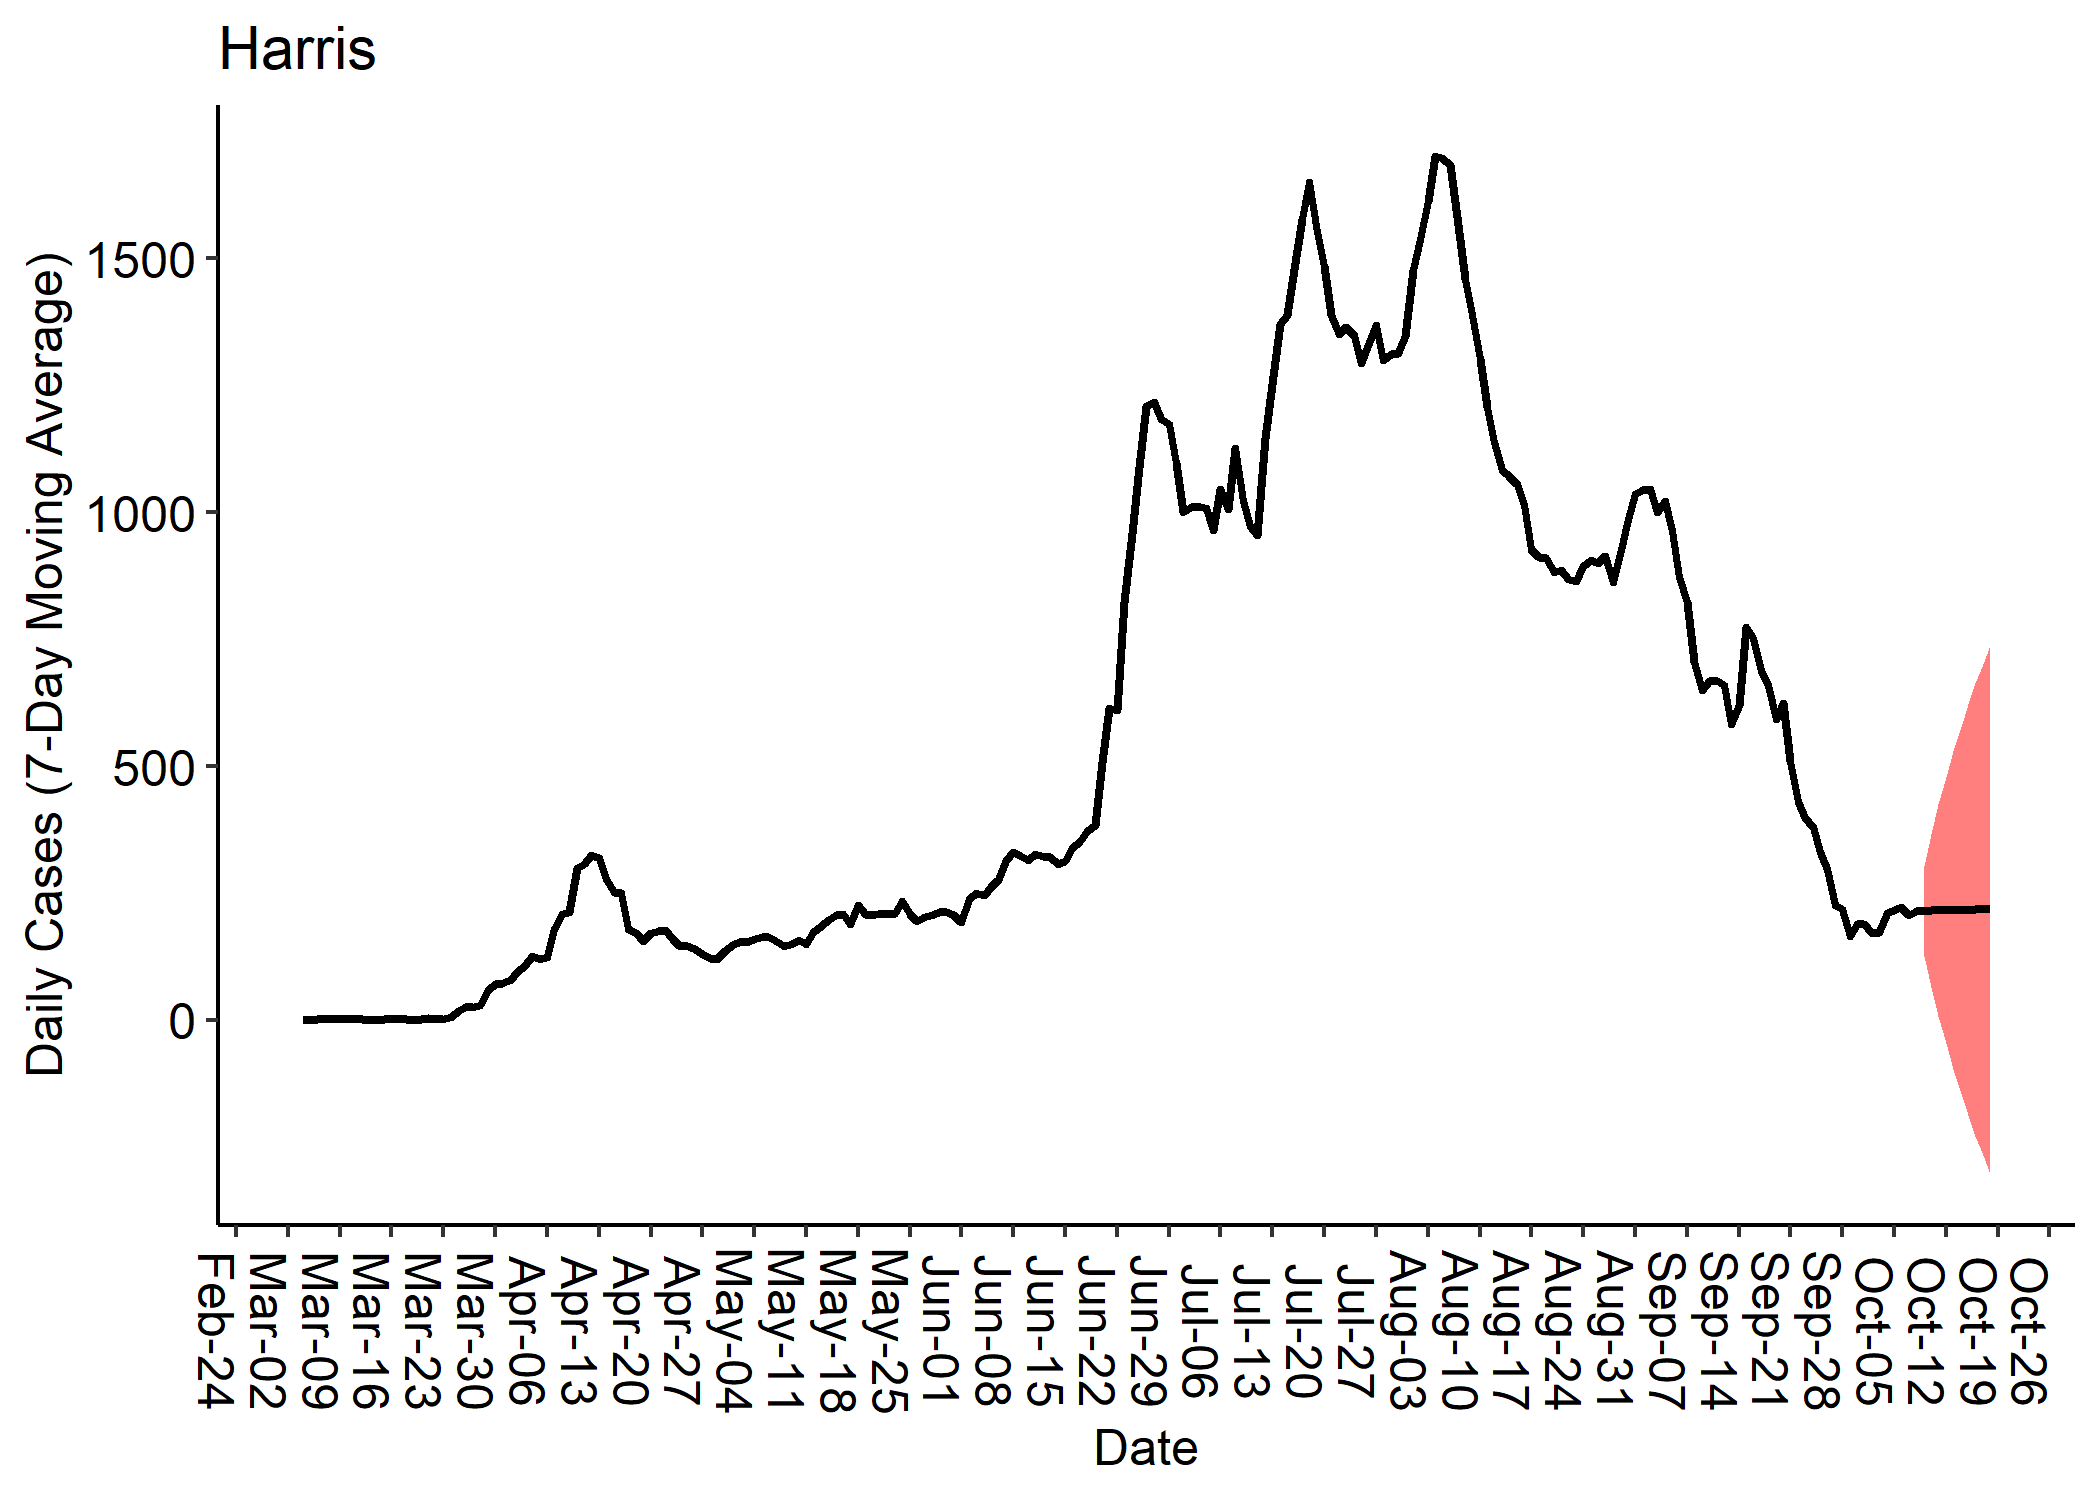 Harris
Daily Cases (7-Day Moving Average)
1500
1000
500
0
Feb-24
Mar-02
Mar-09
Mar-16
Mar-23
Mar-30
Apr-06
Apr-13
Apr-20
Apr-27
May-04
May-11
May-18
May-25
Jun-01
Jun-08
Jun-15
Jun-22
Jun-29
Jul-06
Jul-13
Jul-20
Jul-27
Aug-03
Aug-10
Aug-17
Aug-24
Aug-31
Sep-07
Sep-14
Sep-21
Sep-28
Oct-05
Oct-12
Oct-19
Oct-26
Date